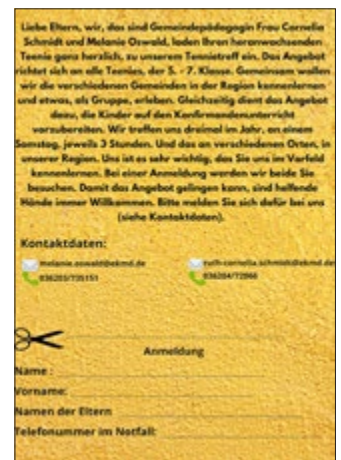 Liebe Eltern, wir, das sind Gemeindepädagogin Frau Cornelia
Schmidt und Melanie Oswald, laden Ihren heranwachsenden
Teenie ganz herzlich, zu unserem Tennietreff ein. Das Angebot
richtet sich an alle Teenies, der 5. - 7. Klasse. Gemeinsam wollen
wir die verschiedenen Gemeinden in der Region kennenlernen
und etwas, als Gruppe, erleben. Gleichzeitig dient das Angebot
dazu, die Kinder auf den Konfirmandenunterricht
vorzubereiten. Wir treffen uns dreimal im Jahr, an einem
Samstag, jeweils 3 Stunden. Und das an verschiedenen Orten, in
unserer Region. Uns ist es sehr wichtig, das Sie uns im Vorfeld
kennenlernen. Bei einer Anmeldung werden wir beide Sie
besuchen. Damit das Angebot gelingen kann, sind helfende
Hände immer Willkommen. Bitte melden Sie sich dafür bei uns
(siehe Kontaktdaten).
Kontaktdaten:
melanie.oswald@ekmd.de
ruth-cornelia.schmidt@ekmd.de
036203/735151
036204/72066
Anmeldung
Name :
Vorname:
Namen der Eltern
Telefonummer im Notfall: